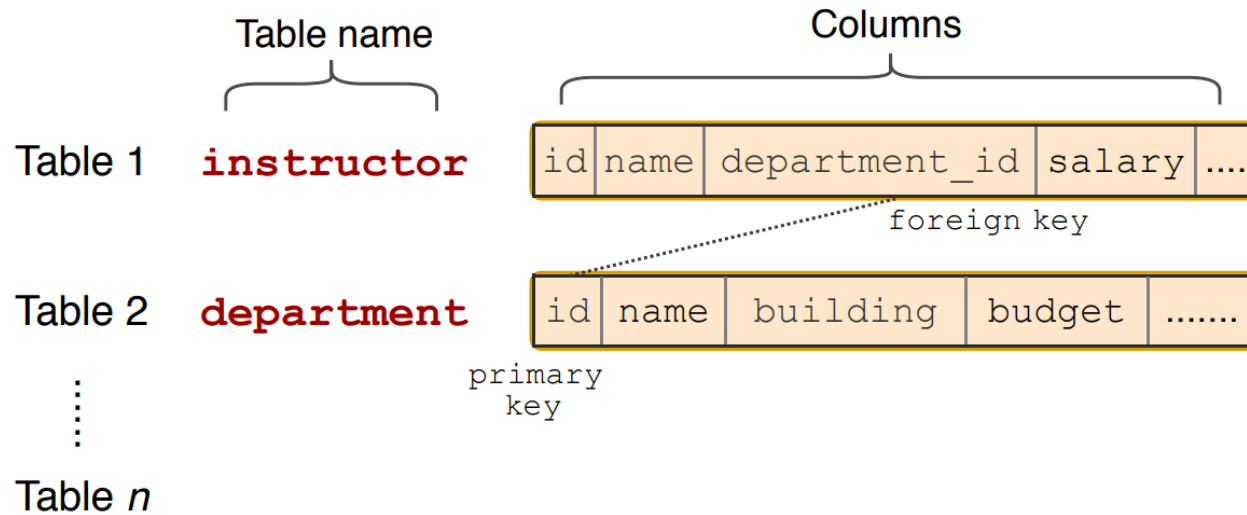 Table name
Columns
Table 1 instructor id name department_id salary ....
foreign key
Table 2 department id name building budget .......
primary
key
Table n